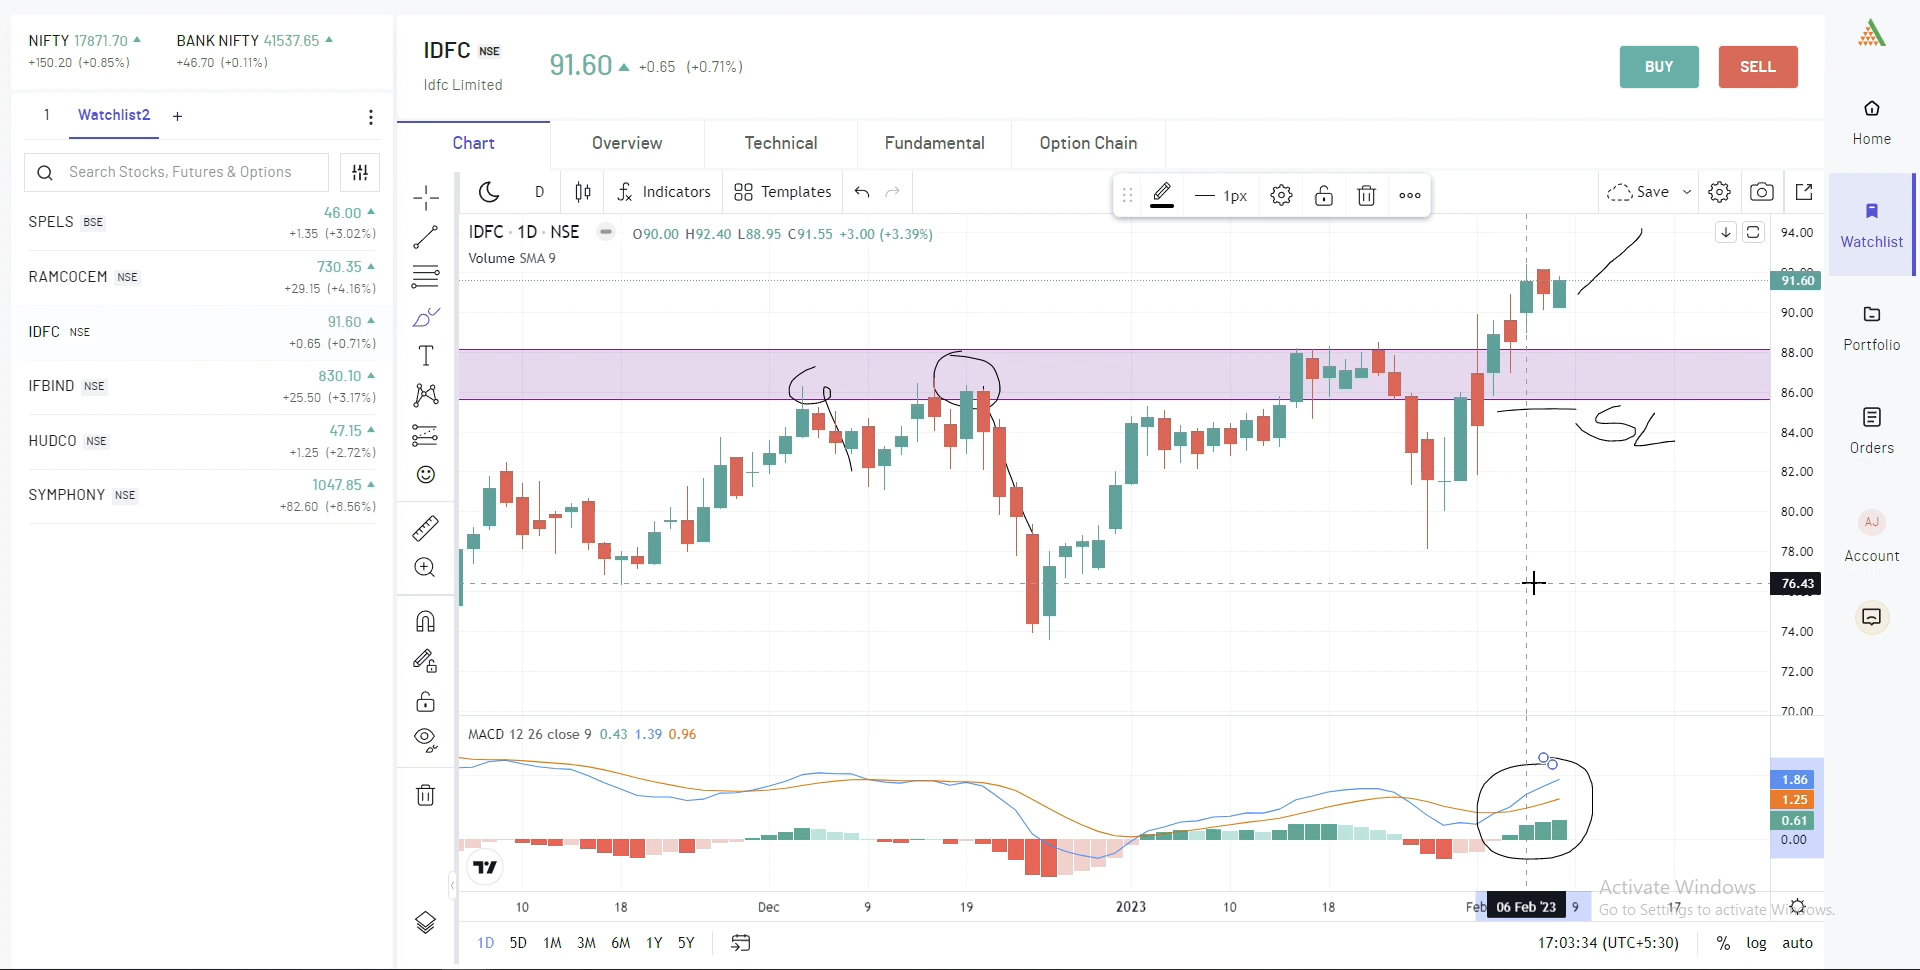 NIFTY 17871.70
+150.20 (+0.85%)
BANK NIFTY 41537.65
+46.70 (+0.11%)
1 Watchlist2 +
Search Stocks, Futures & Options
SPELS BSE 46.00
+1.35 (+3.02%)
RAMCOCEM NSE 730.35
+29.15 (+4.16%)
IDFC NSE 91.60
+0.65 (+0.71%)
IFBIND NSE 830.10
+25.50 (+3.17%)
HUDCO NSE 47.15
+1.25 (+2.72%)
SYMPHONY NSE 1047.85
+82.60 (+8.56%)
IDFC NSE
Idfc Limited
91.60 +0.65 (+0.71%)
BUY SELL
Chart Overview Technical Fundamental Option Chain
D Indicators Templates 1px Save
IDFC · 1D · NSE O90.00 H92.40 L88.95 C91.55 +3.00 (+3.39%)
Volume SMA 9
94.00
91.60
90.00
88.00
86.00
84.00
82.00
80.00
78.00
76.43
74.00
72.00
70.00
SL
MACD 12 26 close 9 0.43 1.39 0.96
1.86
1.25
0.61
0.00
10 18 Dec 9 19 2023 10 18 Feb 06 Feb '23 9 17
Activate Windows
Go to Settings to activate Windows.
1D 5D 1M 3M 6M 1Y 5Y
17:03:34 (UTC+5:30) % log auto
Home
Watchlist
Portfolio
Orders
AJ
Account